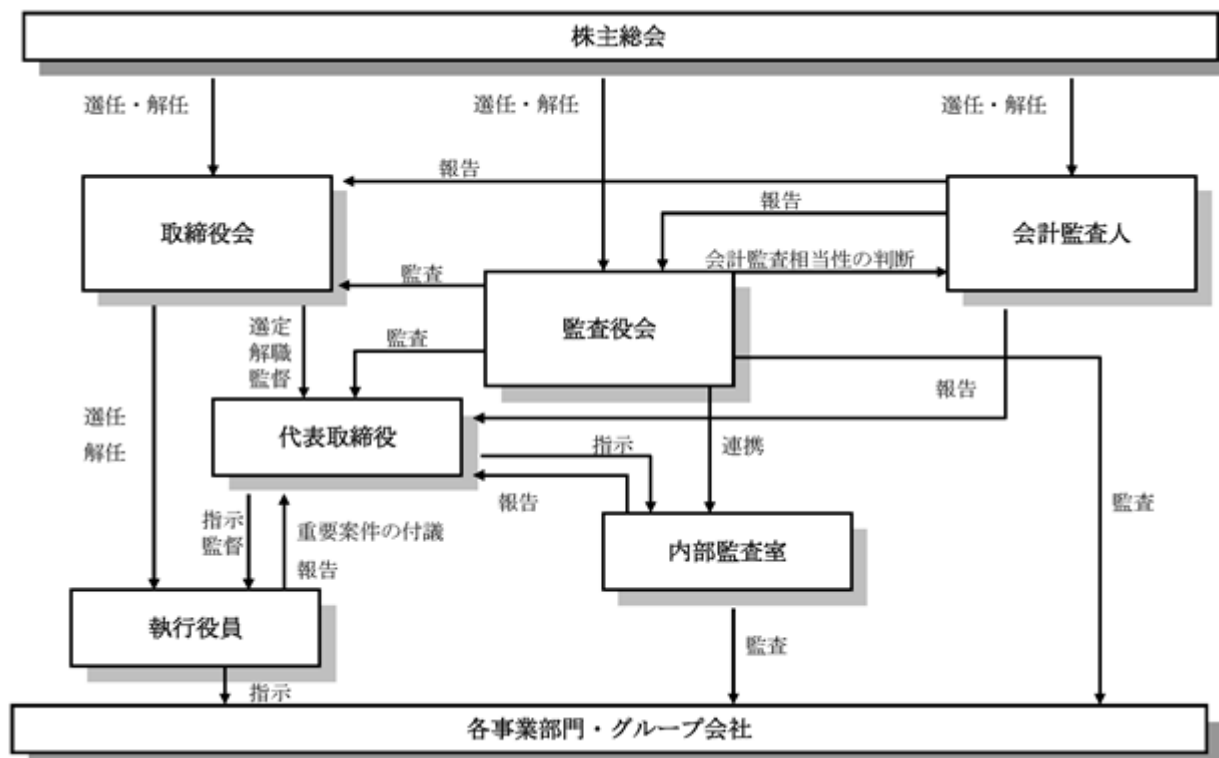 株主総会
選任・解任
選任・解任
選任・解任
報告
報告
取締役会
会計監査人
会計監査相当性の判断
監査
監査役会
選定
解職
監督
監査
報告
選任
解任
代表取締役
指示
連携
報告
監査
指示
監督
重要案件の付議
報告
内部監査室
執行役員
監査
指示
各事業部門・グループ会社